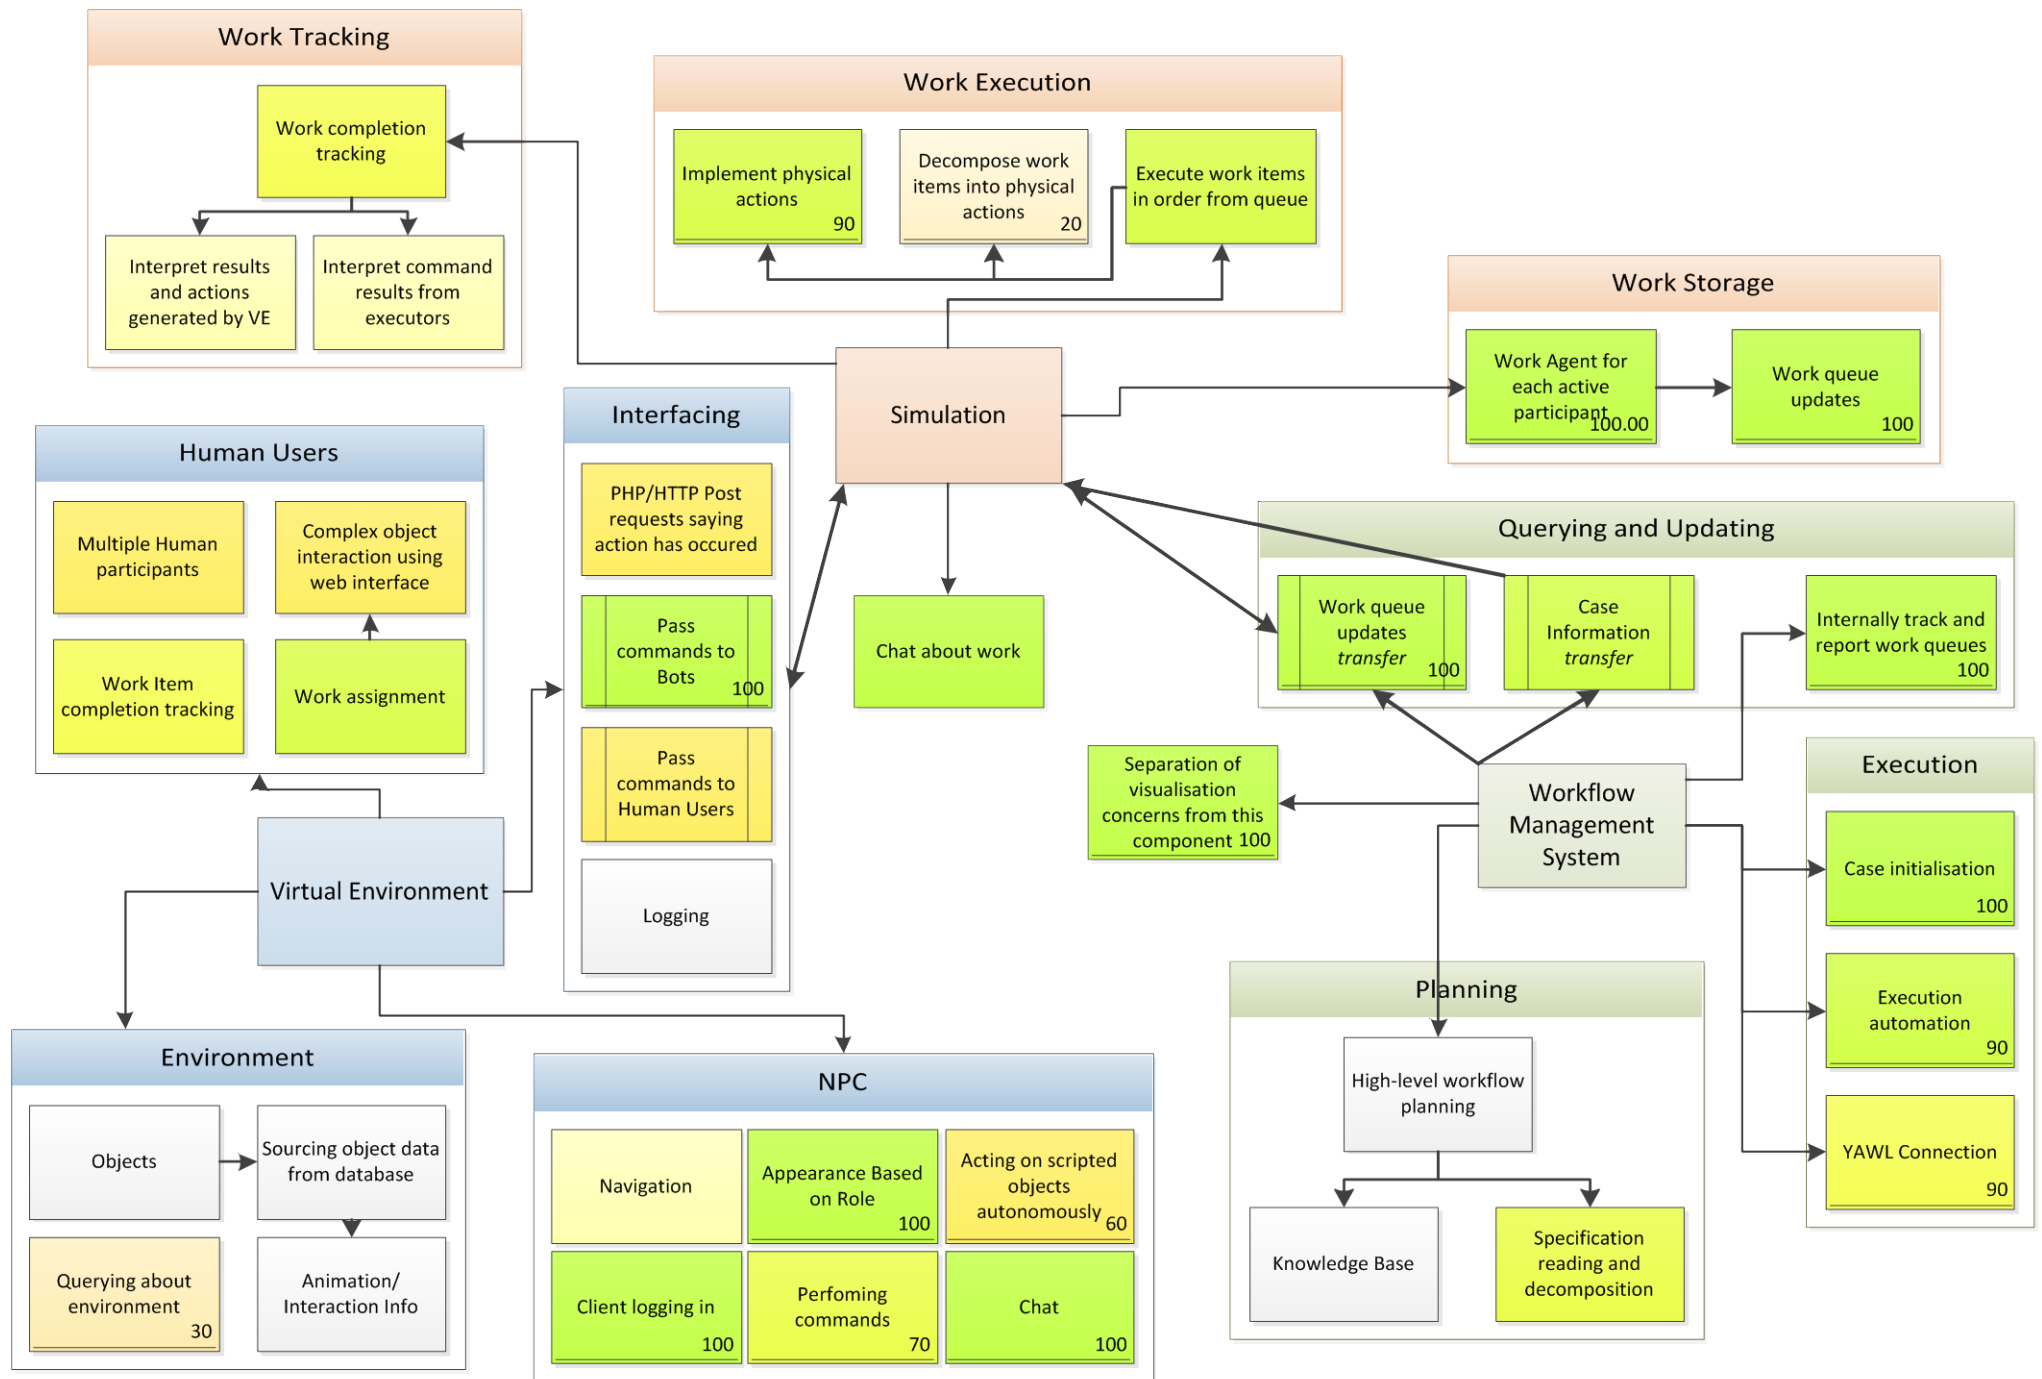 Work Tracking
Work completion
tracking
Interpret results
and actions
generated by VE
Interpret command
results from
executors
Work Execution
Implement physical
actions
90
Decompose work
items into physical
actions
20
Execute work items
in order from queue
Work Storage
Work Agent for
each active
participant
100.00
Work queue
updates
100
Simulation
Chat about work
Interfacing
PHP/HTTP Post
requests saying
action has occured
Pass
commands to
Bots
100
Pass
commands to
Human Users
Logging
Human Users
Multiple Human
participants
Complex object
interaction using
web interface
Work Item
completion tracking
Work assignment
Virtual Environment
Querying and Updating
Work queue
updates
transfer
100
Case
Information
transfer
Internally track and
report work queues
100
Separation of
visualisation
concerns from this
component
100
Workflow
Management
System
Execution
Case initialisation
100
Execution
automation
90
YAWL Connection
90
Planning
High-level workflow
planning
Knowledge Base
Specification
reading and
decomposition
Environment
Objects
Sourcing object data
from database
Querying about
environment
30
Animation/
Interaction Info
NPC
Navigation
Appearance Based
on Role
100
Acting on scripted
objects
autonomously
60
Client logging in
100
Perfoming
commands
70
Chat
100